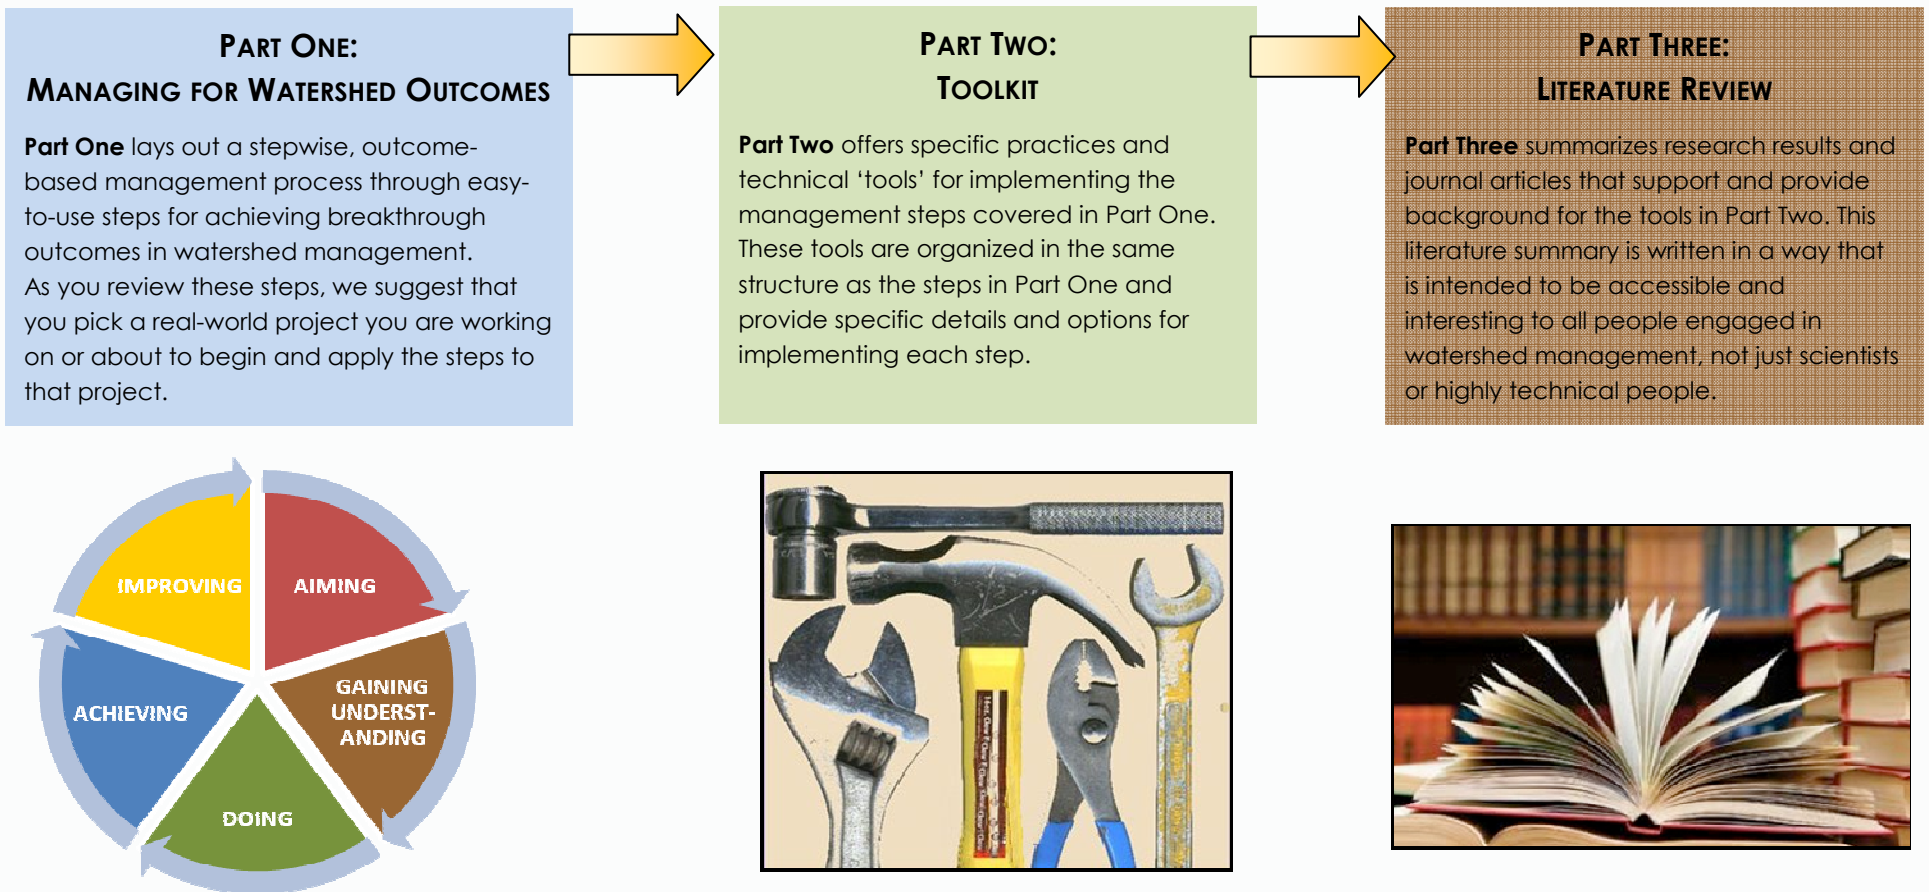 PART ONE:
MANAGING FOR WATERSHED OUTCOMES
Part One lays out a stepwise, outcome-
based management process through easy-
to-use steps for achieving breakthrough
outcomes in watershed management.
As you review these steps, we suggest that
you pick a real-world project you are working
on or about to begin and apply the steps to
that project.
PART TWO:
TOOLKIT
Part Two offers specific practices and
technical ‘tools’ for implementing the
management steps covered in Part One.
These tools are organized in the same
structure as the steps in Part One and
provide specific details and options for
implementing each step.
PART THREE:
LITERATURE REVIEW
Part Three summarizes research results and
journal articles that support and provide
background for the tools in Part Two. This
literature summary is written in a way that
is intended to be accessible and
interesting to all people engaged in
watershed management, not just scientists
or highly technical people.
IMPROVING
AIMING
GAINING
UNDERST-
ANDING
ACHIEVING
DOING